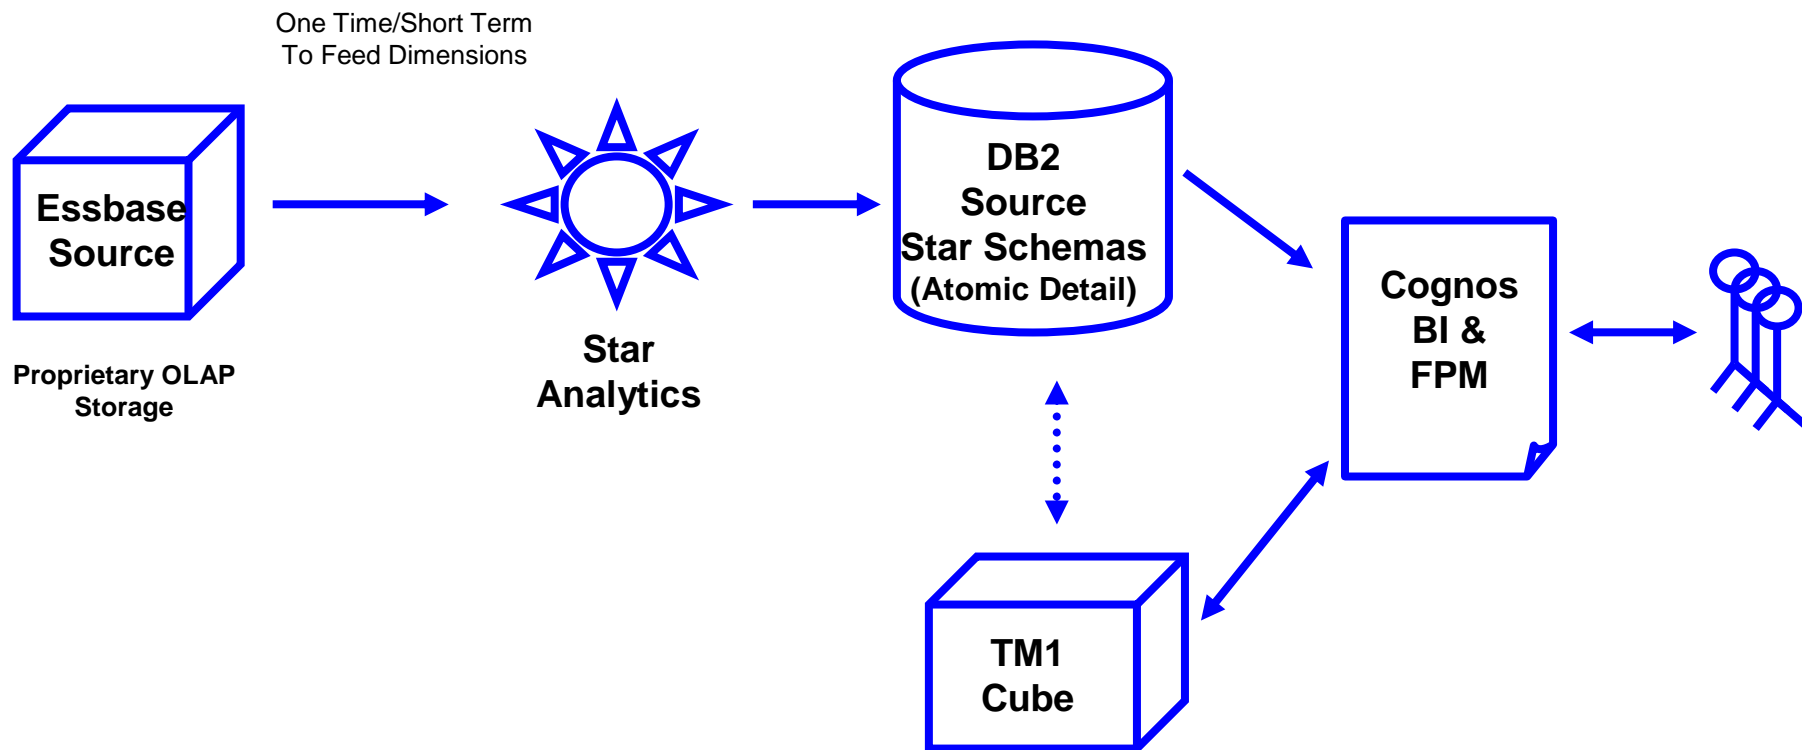 One Time/Short Term
To Feed Dimensions
Essbase
Source
Proprietary OLAP
Storage
Star
Analytics
DB2
Source
Star Schemas
(Atomic Detail)
Cognos
BI &
FPM
TM1
Cube